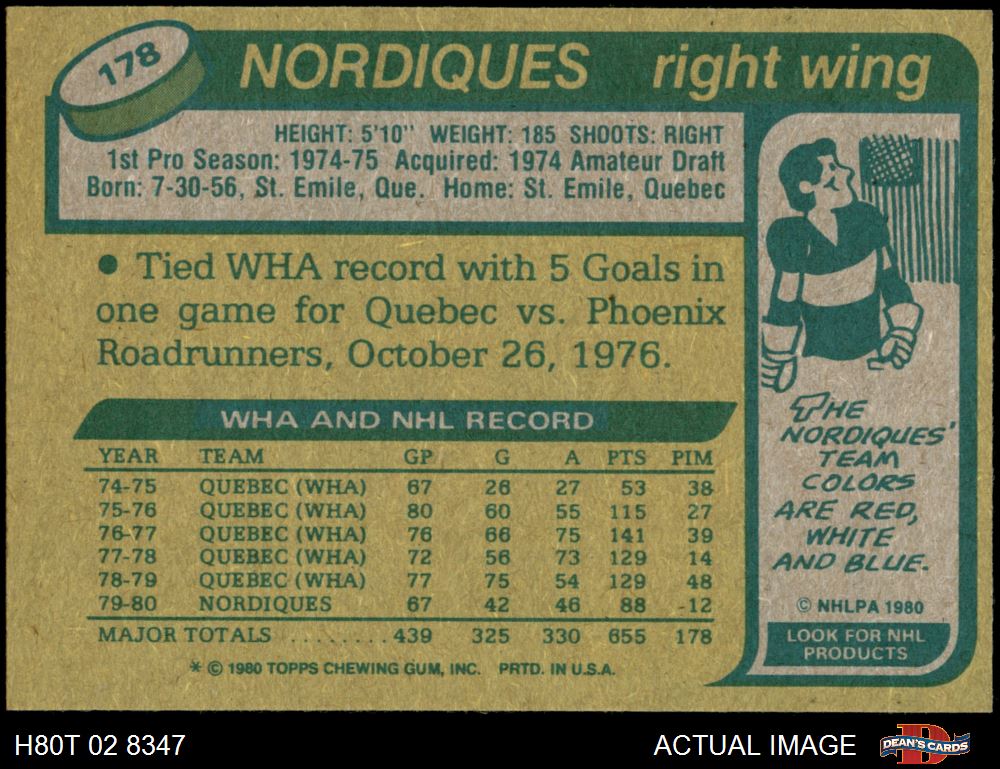 178
NORDIQUES right wing
HEIGHT: 5'10" WEIGHT: 185 SHOOTS: RIGHT
1st Pro Season: 1974-75 Acquired: 1974 Amateur Draft
Born: 7-30-56, St. Emile, Que. Home: St. Emile, Quebec
• Tied WHA record with 5 Goals in
one game for Quebec vs. Phoenix
Roadrunners, October 26, 1976.
WHA AND NHL RECORD
YEAR TEAM GP G A PTS PIM
74-75 QUEBEC (WHA) 67 26 27 53 38
75-76 QUEBEC (WHA) 80 60 55 115 27
76-77 QUEBEC (WHA) 76 66 75 141 39
77-78 QUEBEC (WHA) 72 56 73 129 14
78-79 QUEBEC (WHA) 77 75 54 129 48
79-80 NORDIQUES 67 42 46 88 12
MAJOR TOTALS ........ 439 325 330 655 178
* © 1980 TOPPS CHEWING GUM, INC. PRTD. IN U.S.A.
THE
NORDIQUES'
TEAM
COLORS
ARE RED,
WHITE
AND BLUE.
© NHLPA 1980
LOOK FOR NHL
PRODUCTS
H80T 02 8347 ACTUAL IMAGE DEAN'S CARDS